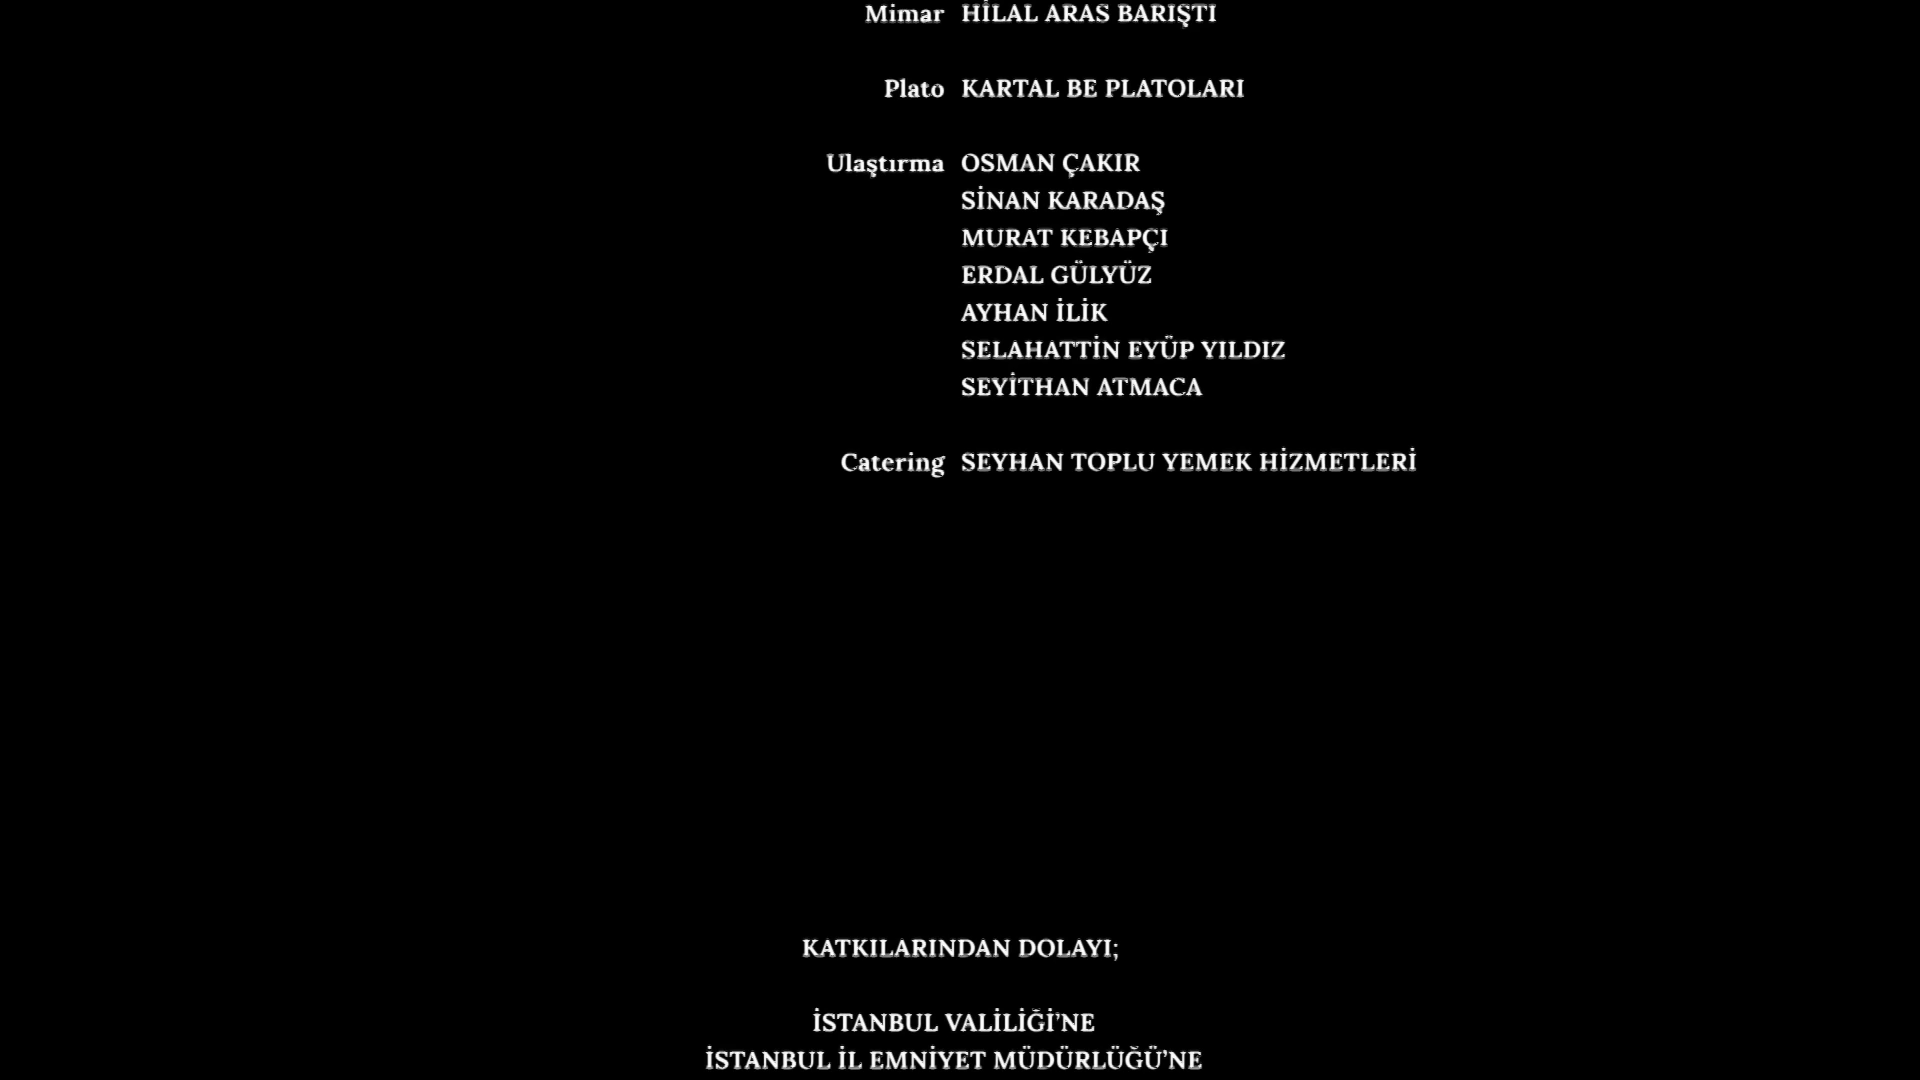 Mimar HİLAL ARAS BARIŞTI
Plato KARTAL BE PLATOLARI
Ulaştırma OSMAN ÇAKIR
SİNAN KARADAŞ
MURAT KEBAPÇI
ERDAL GÜLYÜZ
AYHAN İLİK
SELAHATTİN EYÜP YILDIZ
SEYİTHAN ATMACA
Catering SEYHAN TOPLU YEMEK HİZMETLERİ
KATKILARINDAN DOLAYI;
İSTANBUL VALİLİĞİ'NE
İSTANBUL İL EMNİYET MÜDÜRLÜĞÜ'NE